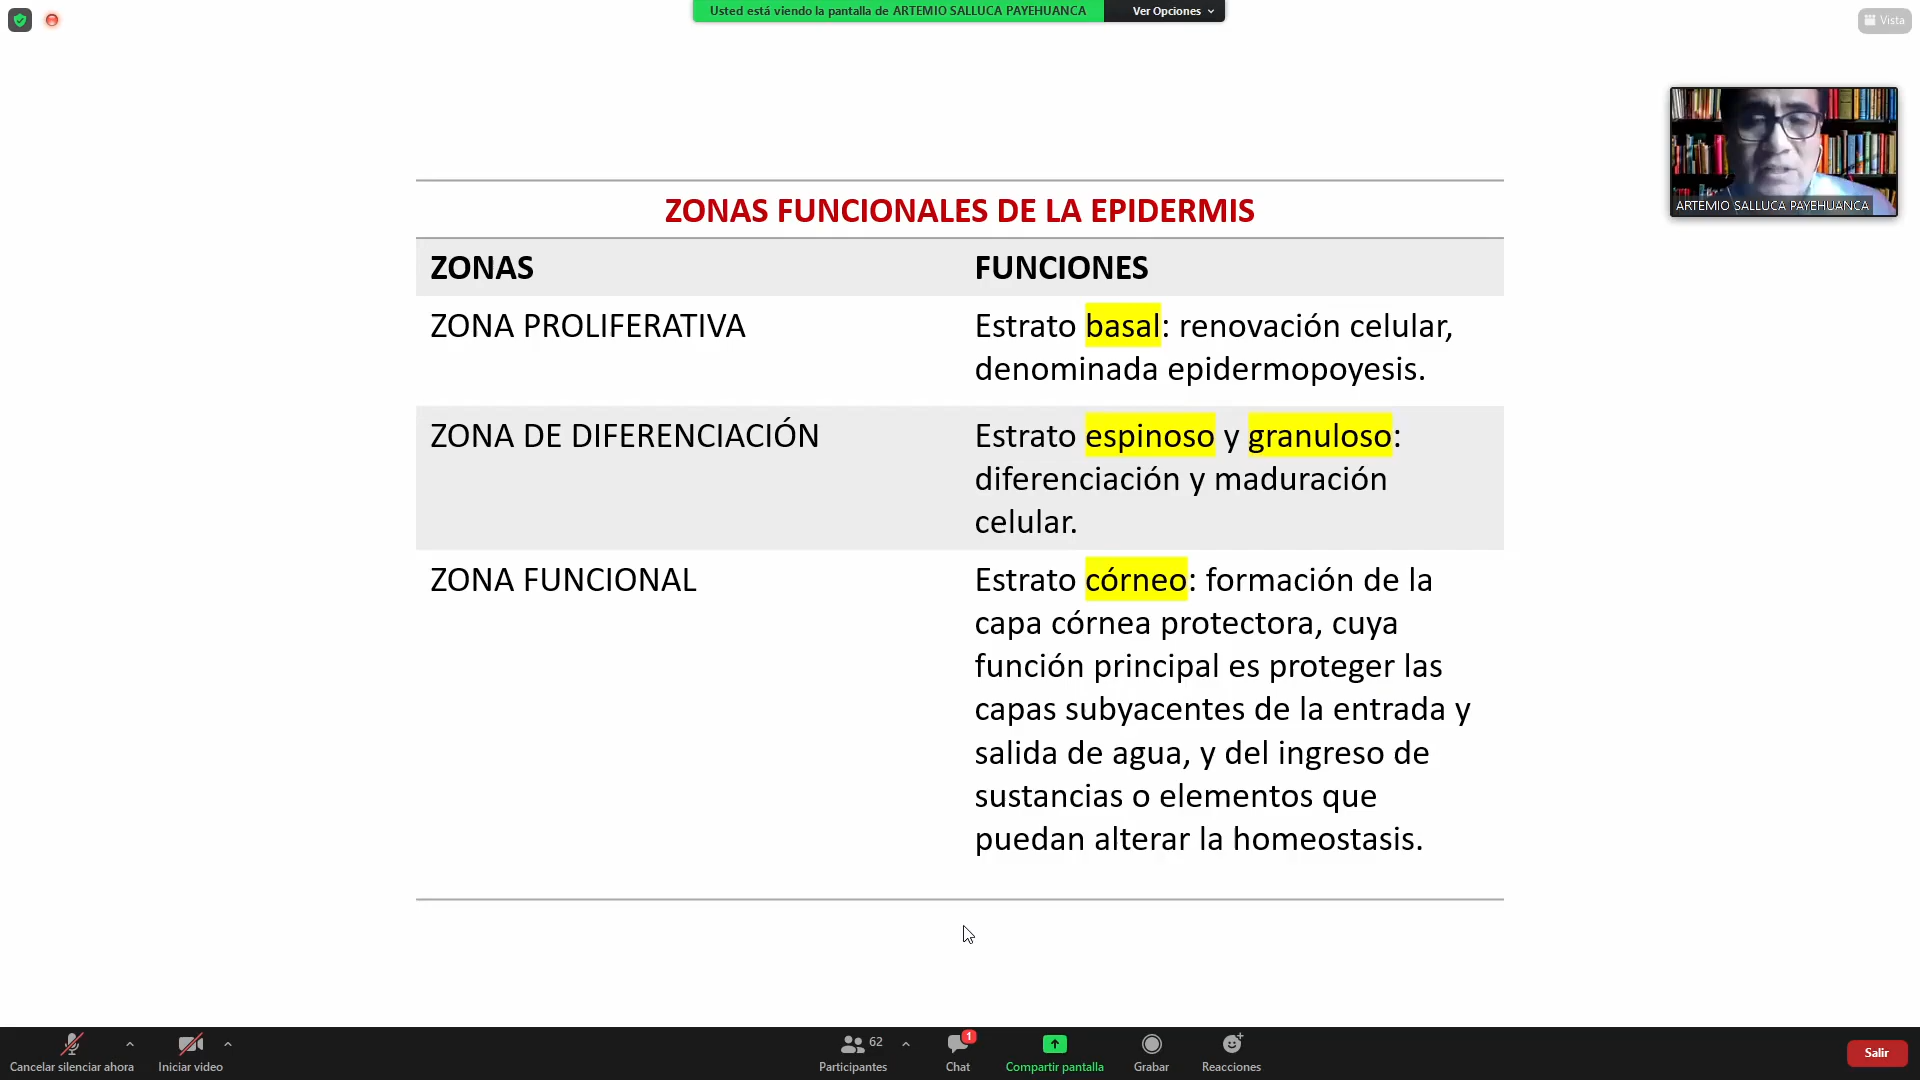 Usted está viendo la pantalla de ARTEMIO SALLUCA PAYEHUANCA
Ver Opciones
Vista
ARTEMIO SALLUCA PAYEHUANCA
ZONAS FUNCIONALES DE LA EPIDERMIS
ZONAS FUNCIONES
ZONA PROLIFERATIVA
Estrato basal: renovación celular,
denominada epidermopoyesis.
ZONA DE DIFERENCIACIÓN
Estrato espinoso y granuloso:
diferenciación y maduración
celular.
ZONA FUNCIONAL
Estrato córneo: formación de la
capa córnea protectora, cuya
función principal es proteger las
capas subyacentes de la entrada y
salida de agua, y del ingreso de
sustancias o elementos que
puedan alterar la homeostasis.
Cancelar silenciar ahora
Iniciar video
62
Participantes
1
Chat
Compartir pantalla
Grabar
Reacciones
Salir